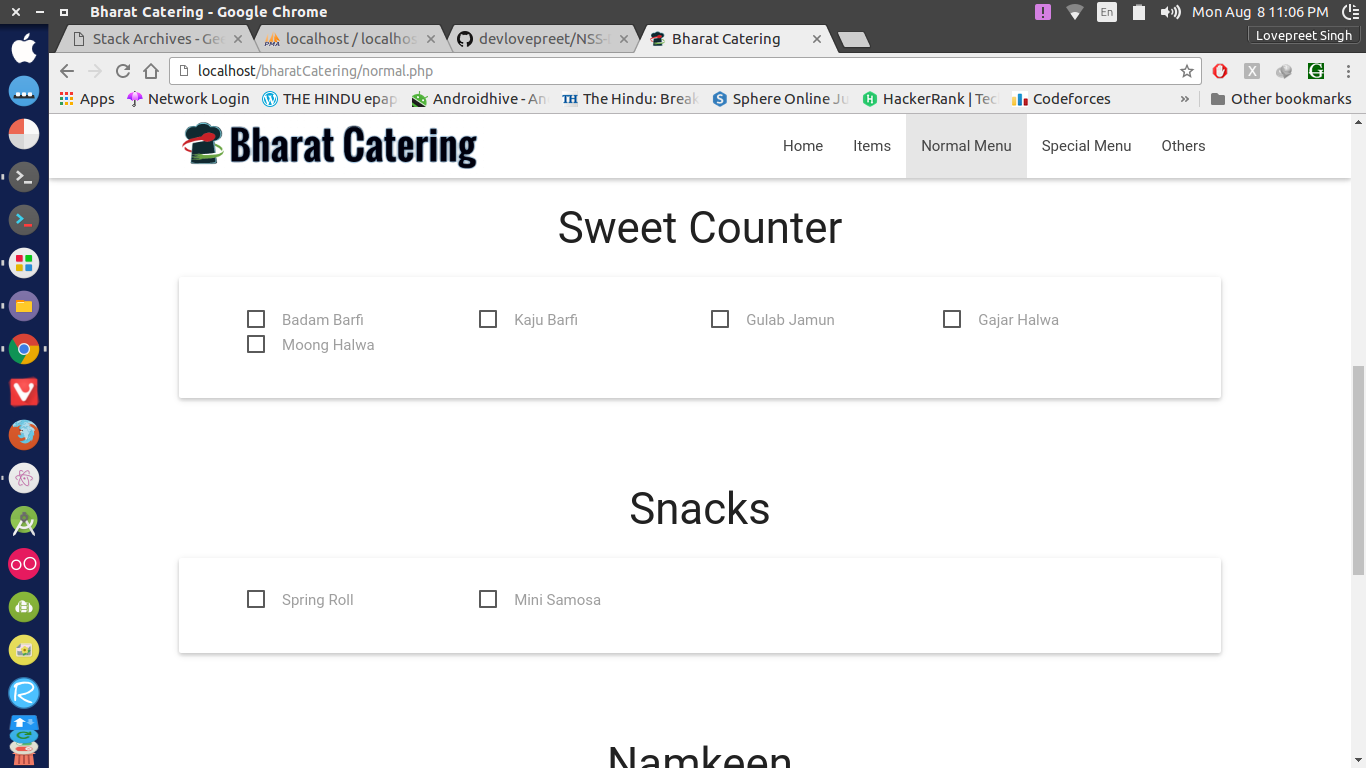 Bharat Catering - Google Chrome
En
Mon Aug 8 11:06 PM
Stack Archives - Gee
PMA
localhost / localhos
devlovepreet/NSS-
Bharat Catering
Lovepreet Singh
localhost/bharatCatering/normal.php
X
G
Apps
Network Login
THE HINDU epap
Androidhive - An
TH
The Hindu: Break
Sphere Online Ju
HackerRank | Tec
Codeforces
»
Other bookmarks
Bharat Catering
Home
Items
Normal Menu
Special Menu
Others
Sweet Counter
Badam Barfi
Kaju Barfi
Gulab Jamun
Gajar Halwa
Moong Halwa
Snacks
Spring Roll
Mini Samosa
Namkeen